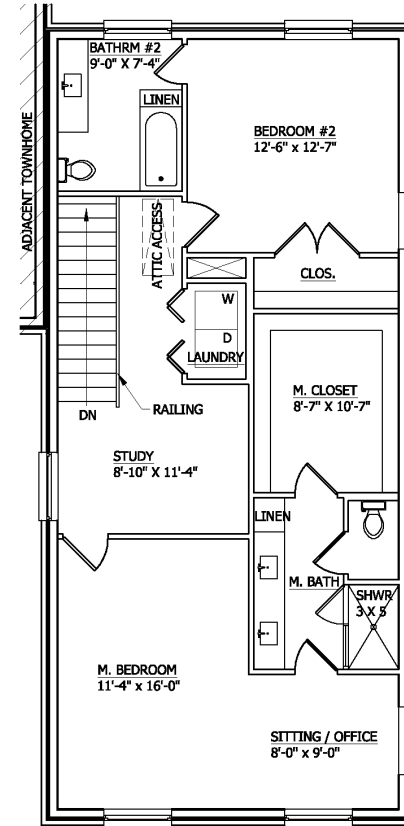 BATHRM #2
9'-0" X 7'-4"
LINEN
BEDROOM #2
12'-6" x 12'-7"
ADJACENT TOWNHOME
ATTIC ACCESS
CLOS.
W
D
LAUNDRY
M. CLOSET
8'-7" X 10'-7"
DN
RAILING
STUDY
8'-10" X 11'-4"
LINEN
M. BATH
SHWR
3 X 5
M. BEDROOM
11'-4" x 16'-0"
SITTING / OFFICE
8'-0" x 9'-0"